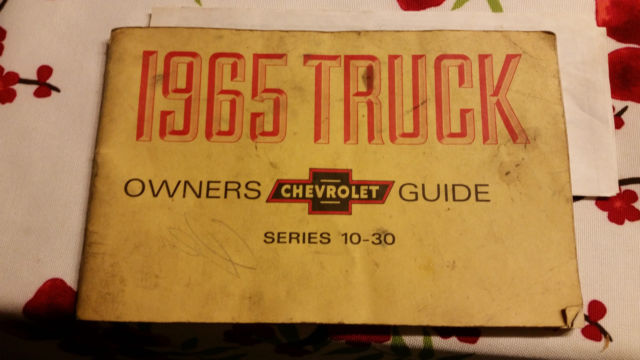 1965 TRUCK
OWNERS CHEVROLET GUIDE
SERIES 10-30